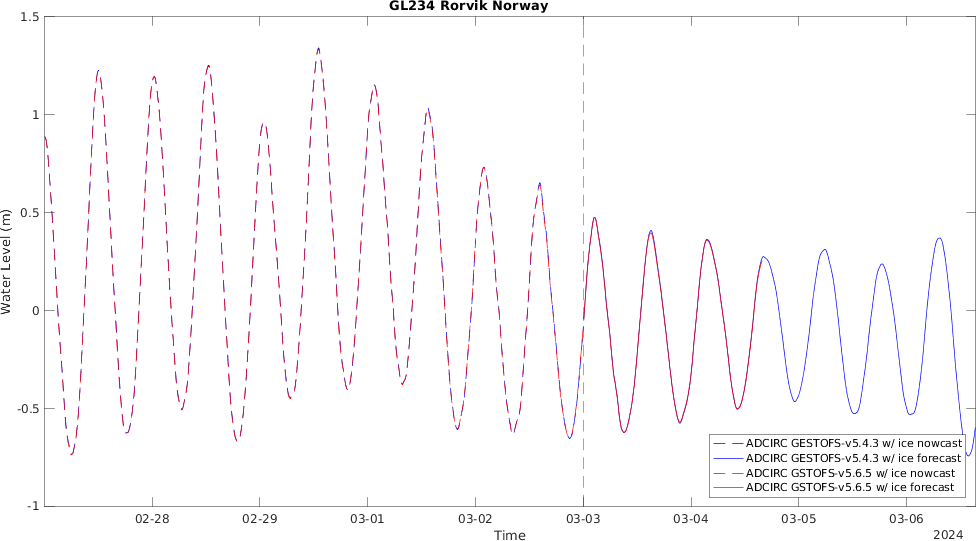 GL234 Rorvik Norway
1.5
1
0.5
0
-0.5
-1
Water Level (m)
ADCIRC GESTOFS-v5.4.3 w/ ice nowcast
ADCIRC GESTOFS-v5.4.3 w/ ice forecast
ADCIRC GSTOFS-v5.6.5 w/ ice nowcast
ADCIRC GSTOFS-v5.6.5 w/ ice forecast
02-28 02-29 03-01 03-02 03-03 03-04 03-05 03-06
Time
2024